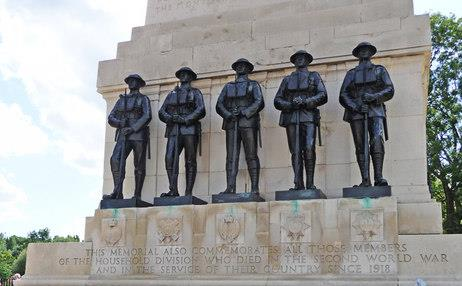 THIS MEMORIAL ALSO COMMEMORATES ALL THOSE MEMBERS
OF THE HOUSEHOLD DIVISION WHO DIED IN THE SECOND WORLD WAR
AND IN THE SERVICE OF THEIR COUNTRY SINCE 1918